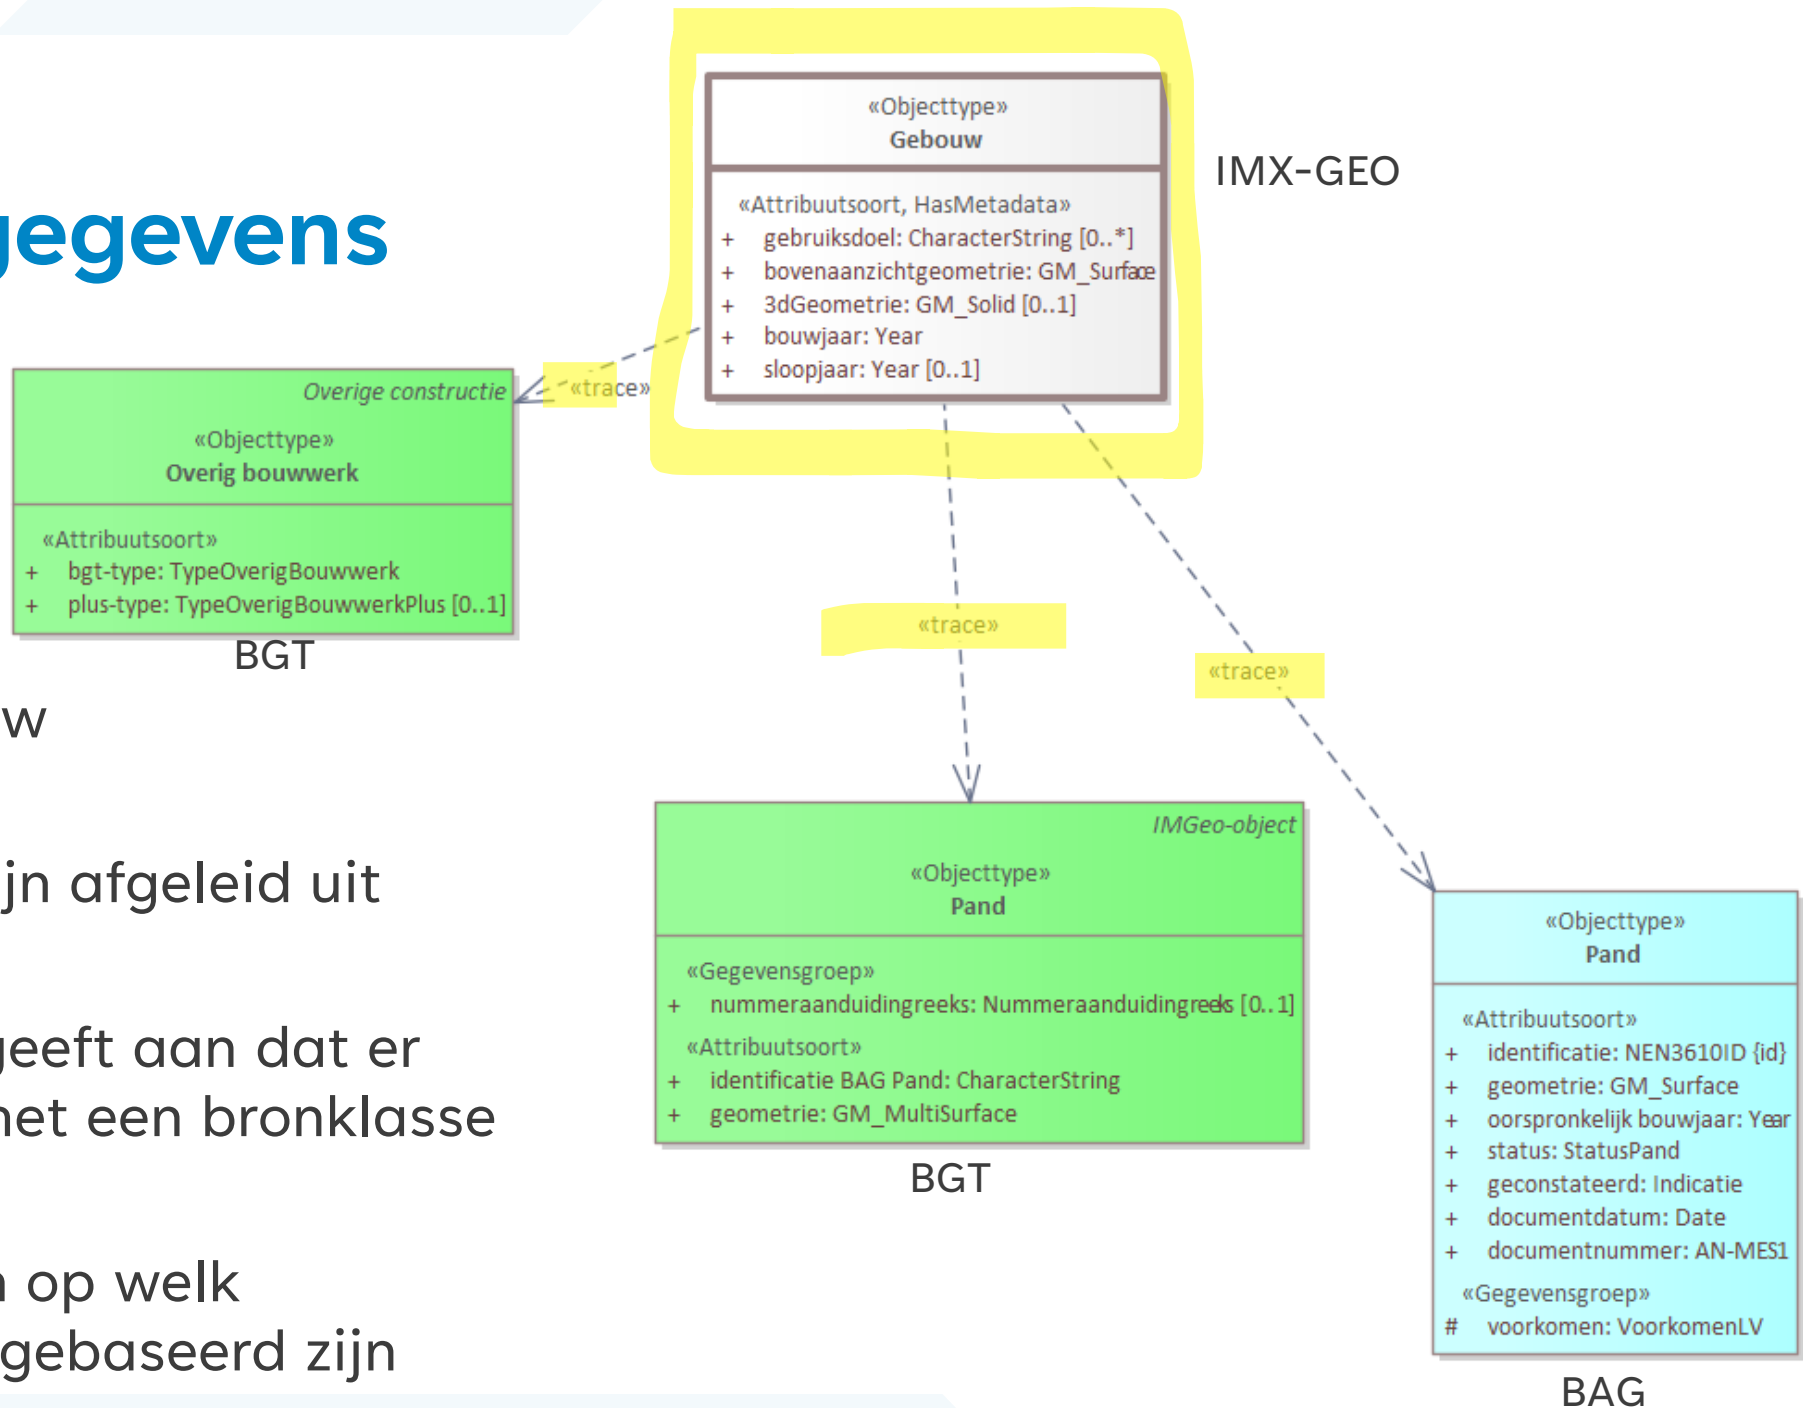 gegevens
«Objecttype»
Gebouw
«Attribuutsoort, HasMetadata»
+ gebruiksdoel: CharacterString [0..*]
+ bovenaanzichtgeometrie: GM_Surface
+ 3dGeometrie: GM_Solid [0..1]
+ bouwjaar: Year
+ sloopjaar: Year [0..1]
IMX-GEO
«trace»
Overige constructie
«Objecttype»
Overig bouwwerk
«Attribuutsoort»
+ bgt-type: TypeOverigBouwwerk
+ plus-type: TypeOverigBouwwerkPlus [0..1]
BGT
«trace»
«trace»
w
ijn afgeleid uit
geeft aan dat er
met een bronklasse
n op welk
gebaseerd zijn
IMGeo-object
«Objecttype»
Pand
«Gegevensgroep»
+ nummeraanduidingreeks: Nummeraanduidingreeks [0..1]
«Attribuutsoort»
+ identificatie BAG Pand: CharacterString
+ geometrie: GM_MultiSurface
BGT
«Objecttype»
Pand
«Attribuutsoort»
+ identificatie: NEN3610ID {id}
+ geometrie: GM_Surface
+ oorspronkelijk bouwjaar: Year
+ status: StatusPand
+ geconstateerd: Indicatie
+ documentdatum: Date
+ documentnummer: AN-MES1
«Gegevensgroep»
# voorkomen: VoorkomenLV
BAG